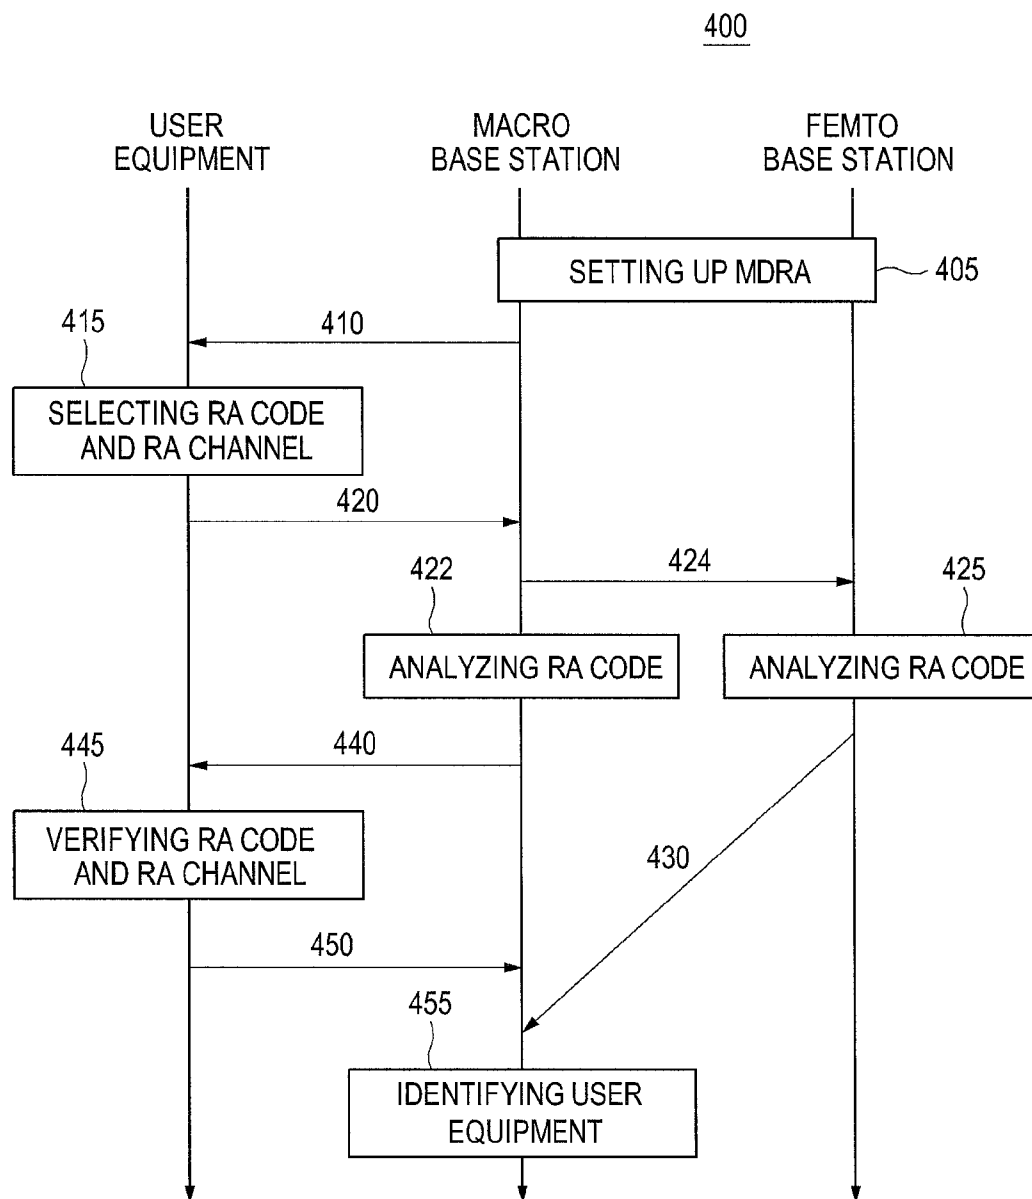 400
USER
EQUIPMENT
MACRO
BASE STATION
FEMTO
BASE STATION
SETTING UP MDRA
405
410
415
SELECTING RA CODE
AND RA CHANNEL
420
424
422
425
ANALYZING RA CODE
ANALYZING RA CODE
440
445
VERIFYING RA CODE
AND RA CHANNEL
430
450
455
IDENTIFYING USER
EQUIPMENT